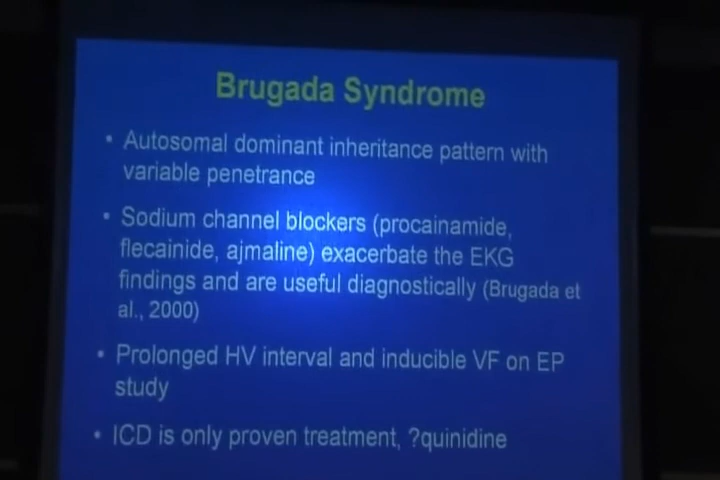 Brugada Syndrome
• Autosomal dominant inheritance pattern with
variable penetrance
• Sodium channel blockers (procainamide,
flecainide, ajmaline) exacerbate the EKG
findings and are useful diagnostically (Brugada et
al., 2000)
• Prolonged HV interval and inducible VF on EP
study
• ICD is only proven treatment, ?quinidine